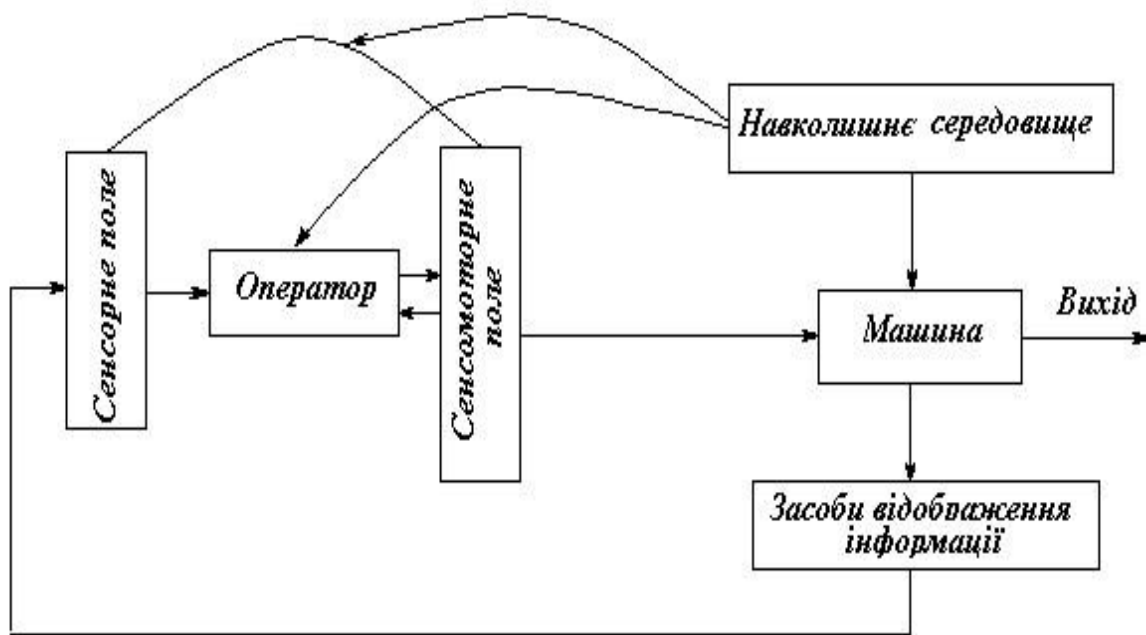 Навколишнє середовище
Сенсорне поле
Оператор
Сенсомоторне
поле
Машина
Вихід
Засоби відображення
інформації